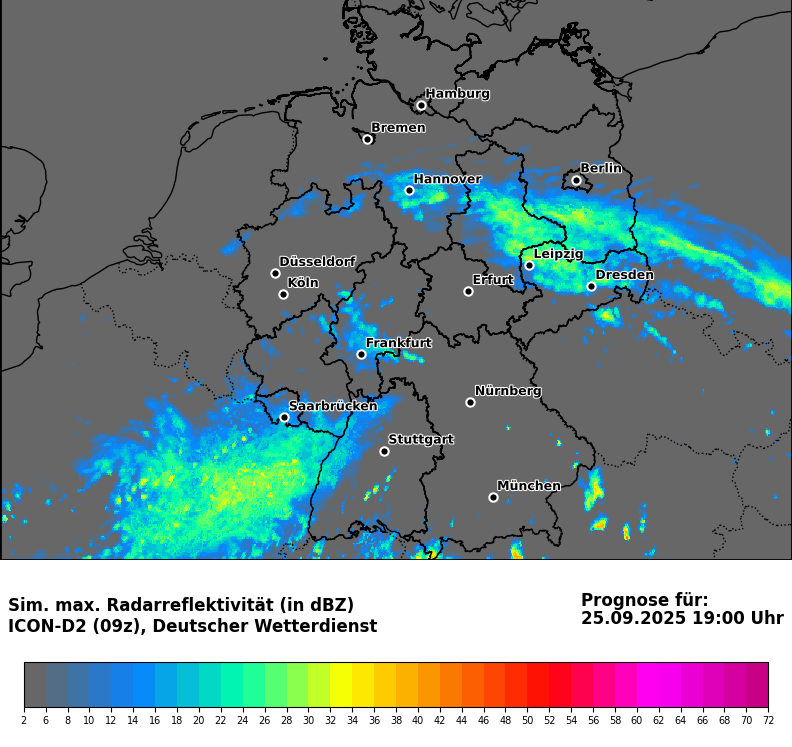 Hamburg
Bremen
Berlin
Hannover
Leipzig
Düsseldorf
Dresden
Köln
Erfurt
Frankfurt
Nürnberg
Saarbrücken
Stuttgart
München
Sim. max. Radarreflektivität (in dBZ)
ICON-D2 (09z), Deutscher Wetterdienst
Prognose für:
25.09.2025 19:00 Uhr
2 6 8 10 12 14 16 18 20 22 24 26 28 30 32 34 36 38 40 42 44 46 48 50 52 54 56 58 60 62 64 66 68 70 72